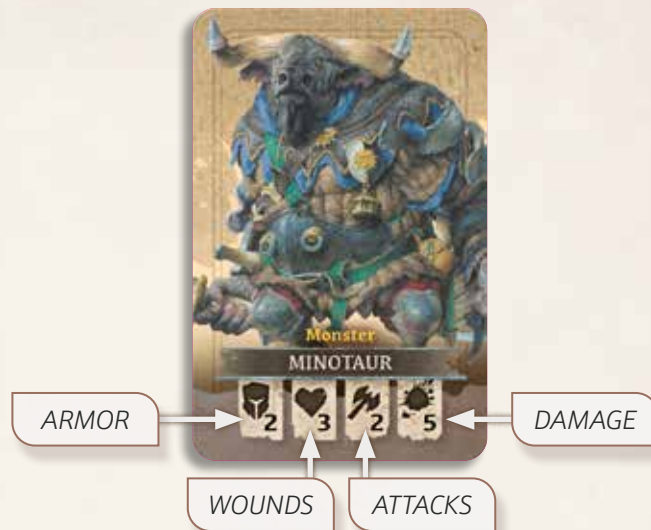 Monster
MINOTAUR
2 3 2 5
ARMOR
DAMAGE
WOUNDS
ATTACKS